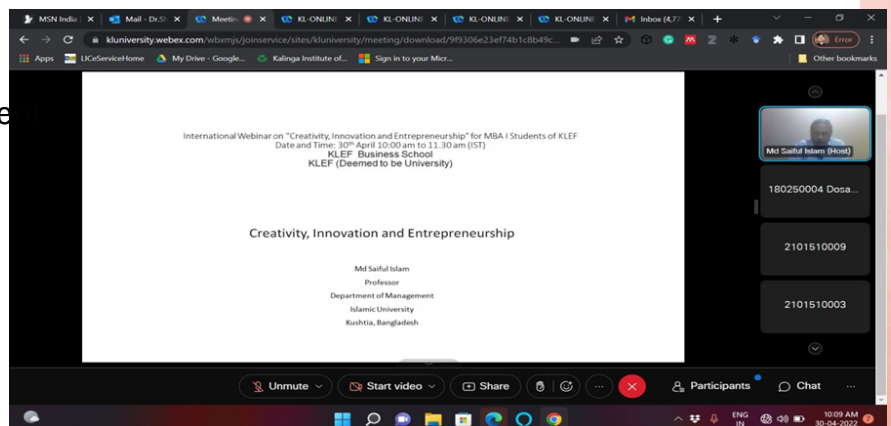 MSN India
Mail - Dr.S
Meetin
KL-ONLINE
KL-ONLINE
KL-ONLINE
KL-ONLINE
Inbox (4,77
kluniversity.webex.com/wbxmjs/joinservice/sites/kluniversity/meeting/download/9f9306e23ef74b1c8b49c...
Error
Apps
LICeServiceHome
My Drive - Google...
Kalinga Institute of...
Sign in to your Micr...
Other bookmarks
International Webinar on "Creativity, Innovation and Entrepreneurship" for MBA I Students of KLEF
Date and Time: 30th April 10:00 am to 11.30 am (IST)
KLEF Business School
KLEF (Deemed to be University)
Creativity, Innovation and Entrepreneurship
Md Saiful Islam
Professor
Department of Management
Islamic University
Kushtia, Bangladesh
Md Saiful Islam (Host)
180250004 Dosa...
2101510009
2101510003
Unmute
Start video
Share
Participants
Chat
ENG
IN
10:09 AM
30-04-2022